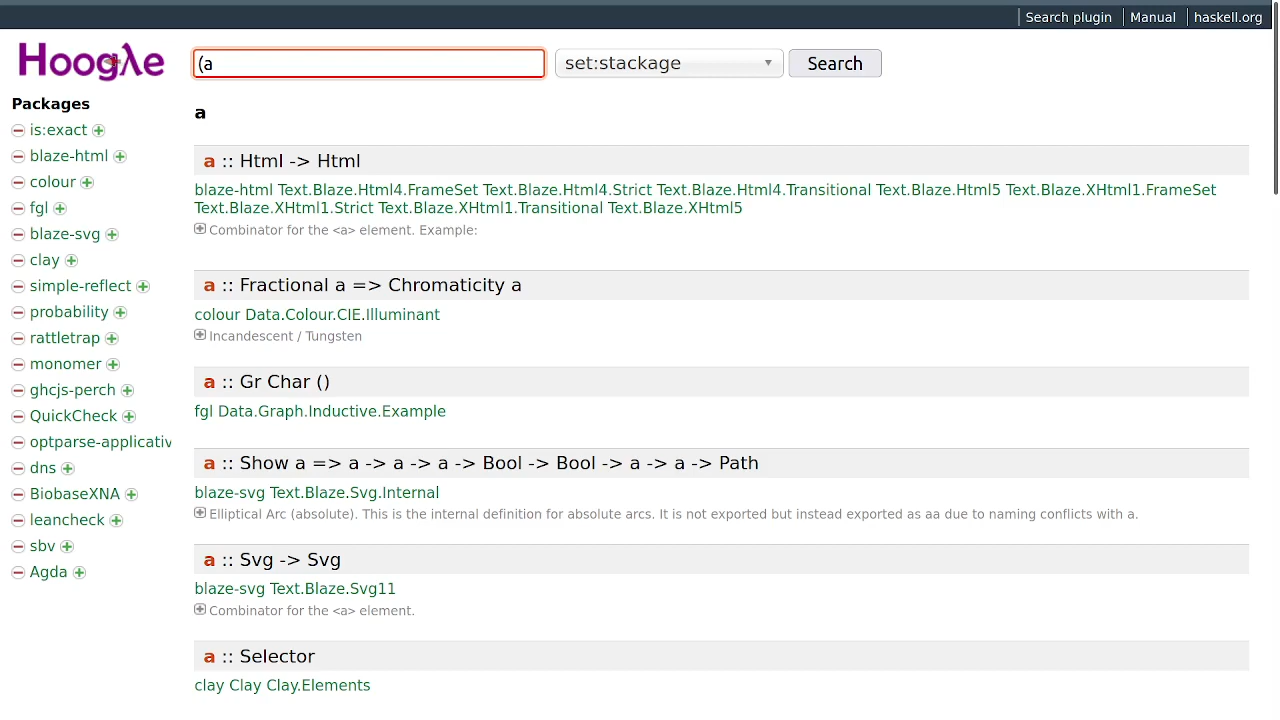 Search plugin | Manual | haskell.org
Hoogλe
(a
set:stackage
Search
Packages
is:exact
blaze-html
colour
fgl
blaze-svg
clay
simple-reflect
probability
rattletrap
monomer
ghcjs-perch
QuickCheck
optparse-applicativ
dns
BiobaseXNA
leancheck
sbv
Agda
a
a :: Html -> Html
blaze-html Text.Blaze.Html4.FrameSet Text.Blaze.Html4.Strict Text.Blaze.Html4.Transitional Text.Blaze.Html5 Text.Blaze.XHtml1.FrameSet
Text.Blaze.XHtml1.Strict Text.Blaze.XHtml1.Transitional Text.Blaze.XHtml5
Combinator for the <a> element. Example:
a :: Fractional a => Chromaticity a
colour Data.Colour.CIE.Illuminant
Incandescent / Tungsten
a :: Gr Char ()
fgl Data.Graph.Inductive.Example
a :: Show a => a -> a -> a -> Bool -> Bool -> a -> a -> Path
blaze-svg Text.Blaze.Svg.Internal
Elliptical Arc (absolute). This is the internal definition for absolute arcs. It is not exported but instead exported as aa due to naming conflicts with a.
a :: Svg -> Svg
blaze-svg Text.Blaze.Svg11
Combinator for the <a> element.
a :: Selector
clay Clay Clay.Elements